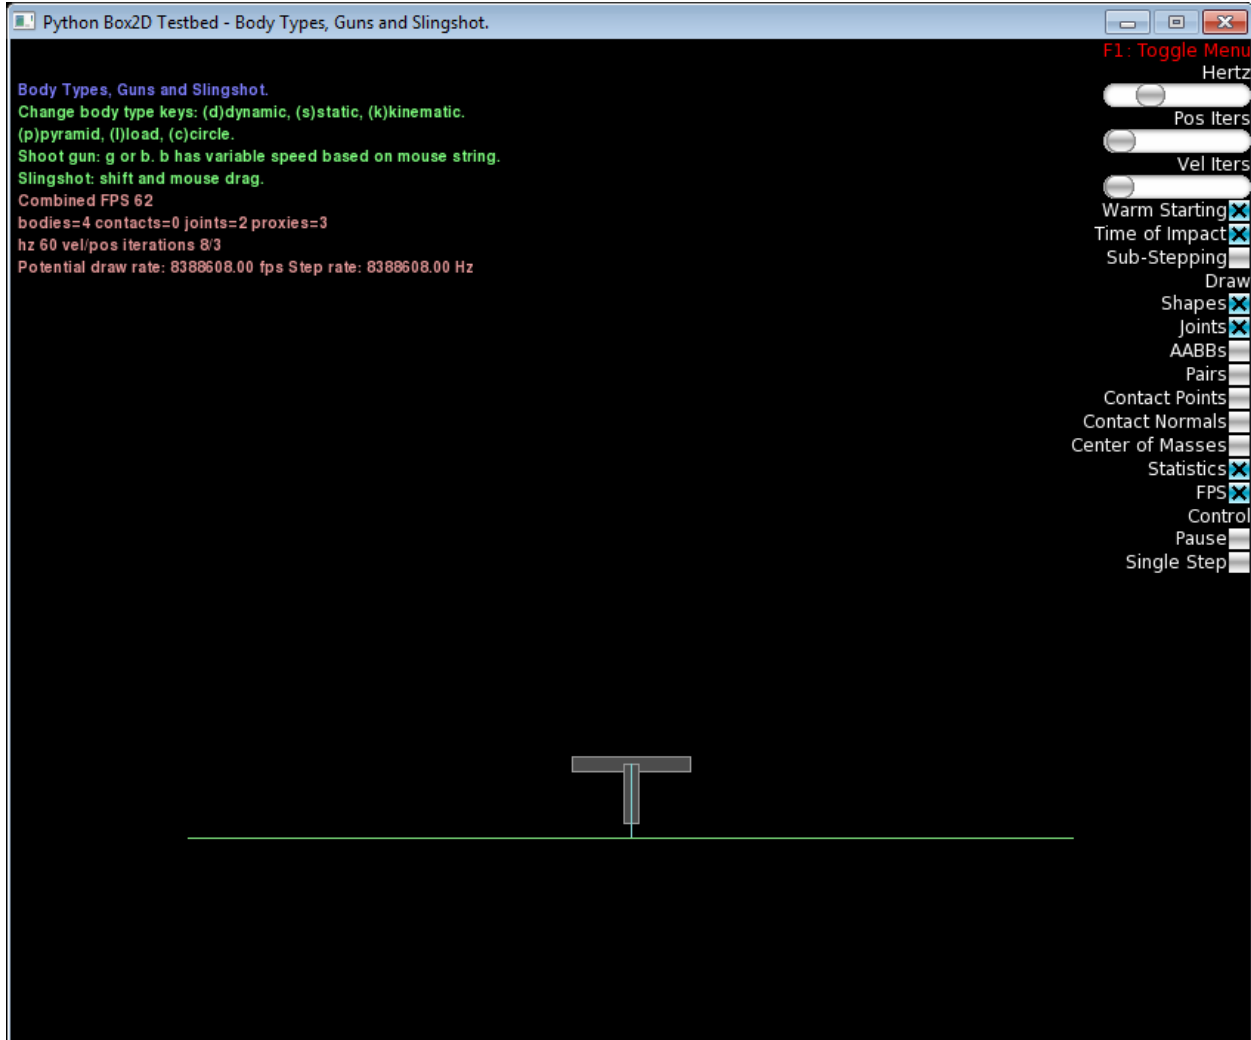 Python Box2D Testbed - Body Types, Guns and Slingshot.
F1: Toggle Menu
Hertz
Pos Iters
Vel Iters
Warm Starting
Time of Impact
Sub-Stepping
Draw
Shapes
Joints
AABBs
Pairs
Contact Points
Contact Normals
Center of Masses
Statistics
FPS
Control
Pause
Single Step
Body Types, Guns and Slingshot.
Change body type keys: (d)dynamic, (s)static, (k)kinematic.
(p)pyramid, (l)load, (c)circle.
Shoot gun: g or b. b has variable speed based on mouse string.
Slingshot: shift and mouse drag.
Combined FPS 62
bodies=4 contacts=0 joints=2 proxies=3
hz 60 vel/pos iterations 8/3
Potential draw rate: 8388608.00 fps Step rate: 8388608.00 Hz